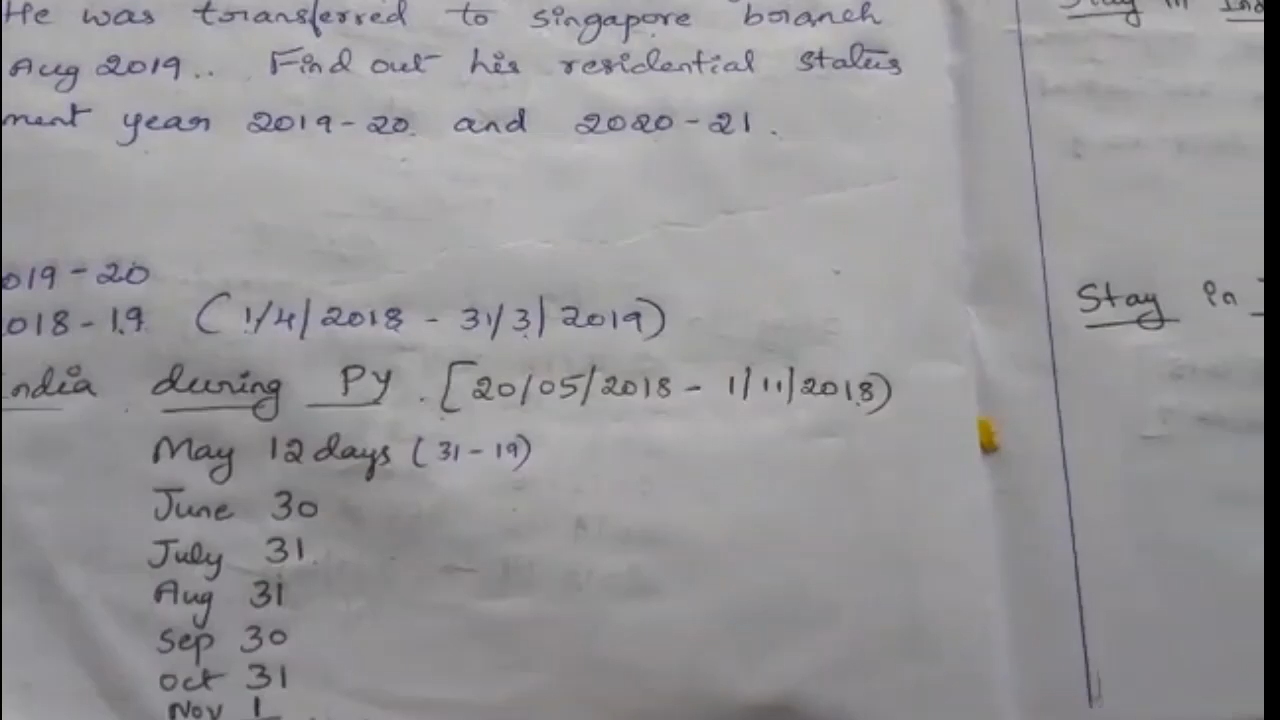 He was transferred to singapore branch
Aug 2019.. Find out his residential status
ment year 2019-20. and 2020-21.
019-20
018-19 (1/4/2018 - 31/3/2019)
India during PY. [20/05/2018 - 1/11/2018)
May 12 days (31-19)
June 30
July 31.
Aug 31
Sep 30
Oct 31
Nov 1
Stay in Ind
Stay in I